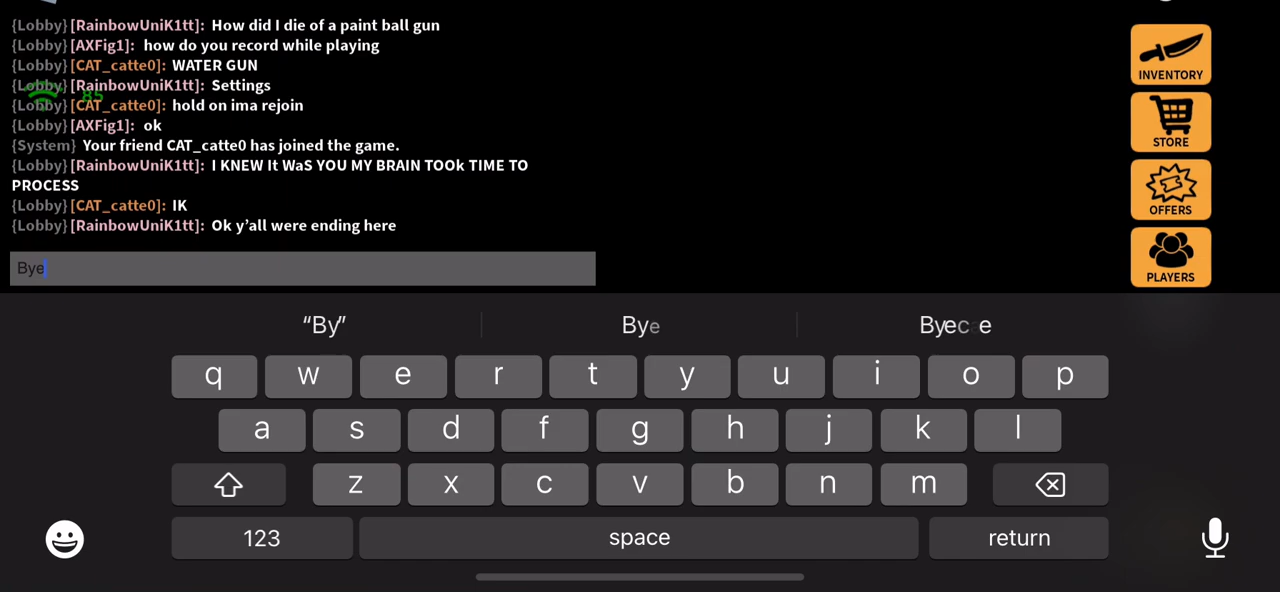 {Lobby} [RainbowUniK1tt]: How did I die of a paint ball gun
{Lobby} [AXFig1]: how do you record while playing
{Lobby} [CAT_catte0]: WATER GUN
{Lobby} [RainbowUniK1tt]: Settings
85
{Lobby} [CAT_catte0]: hold on ima rejoin
{Lobby} [AXFig1]: ok
{System} Your friend CAT_catte0 has joined the game.
{Lobby} [RainbowUniK1tt]: I KNEW It WaS YOU MY BRAIN TOOk TIME TO
PROCESS
{Lobby} [CAT_catte0]: IK
{Lobby} [RainbowUniK1tt]: Ok y’all were ending here
Bye
INVENTORY
STORE
OFFERS
PLAYERS
“By” Bye
q w e r t y u i o p
a s d f g h j k l
z x c v b n m
123 space return